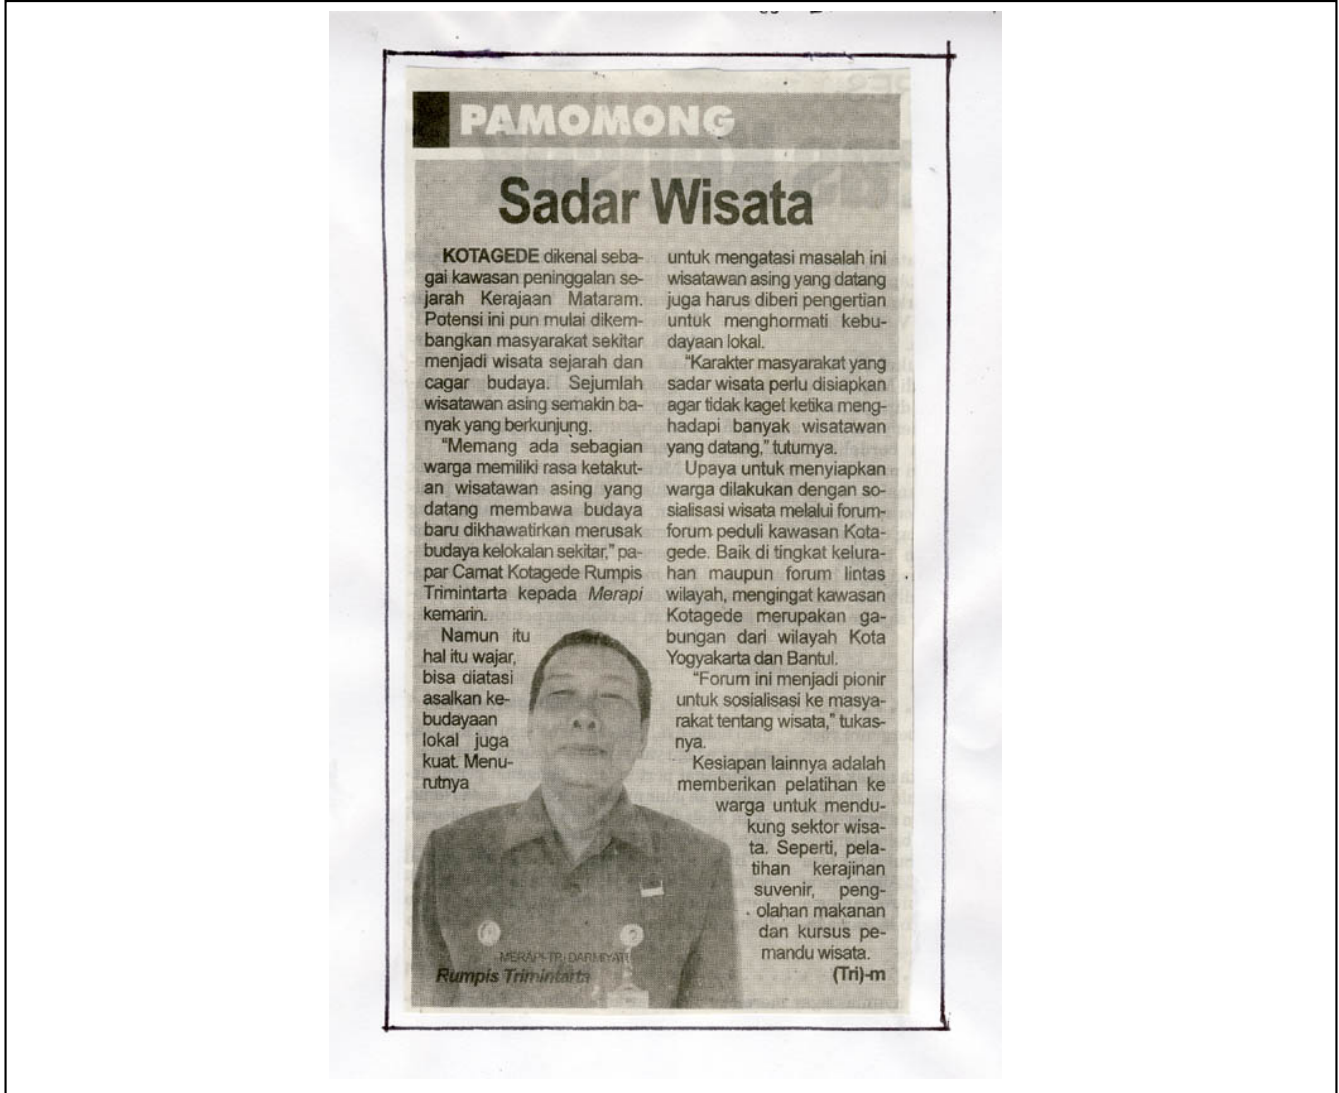 PAMOMONG
Sadar Wisata
KOTAGEDE dikenal seba-
gai kawasan peninggalan se-
jarah Kerajaan Mataram.
Potensi ini pun mulai dikem-
bangkan masyarakat sekitar
menjadi wisata sejarah dan
cagar budaya. Sejumlah
wisatawan asing semakin ba-
nyak yang berkunjung.
"Memang ada sebagian
warga memiliki rasa ketakut-
an wisatawan asing yang
datang membawa budaya
baru dikhawatirkan merusak
budaya kelokalan sekitar," pa-
par Camat Kotagede Rumpis
Trimintarta kepada Merapi
kemarin.
Namun itu
hal itu wajar,
bisa diatasi
asalkan ke-
budayaan
lokal juga
kuat. Menu-
rutnya
untuk mengatasi masalah ini
wisatawan asing yang datang
juga harus diberi pengertian
untuk menghormati kebu-
dayaan lokal.
"Karakter masyarakat yang
sadar wisata perlu disiapkan
agar tidak kaget ketika meng-
hadapi banyak wisatawan
yang datang," tuturnya.
Upaya untuk menyiapkan
warga dilakukan dengan so-
sialisasi wisata melalui forum-
forum peduli kawasan Kota-
gede. Baik di tingkat kelura-
han maupun forum lintas
wilayah, mengingat kawasan
Kotagede merupakan ga-
bungan dari wilayah Kota
Yogyakarta dan Bantul.
"Forum ini menjadi pionir
untuk sosialisasi ke masya-
rakat tentang wisata," tukas-
nya.
Kesiapan lainnya adalah
memberikan pelatihan ke
warga untuk mendu-
kung sektor wisa-
ta. Seperti, pela-
tihan kerajinan
suvenir, peng-
olahan makanan
dan kursus pe-
mandu wisata.
(Tri)-m
MERAPI-TRI DARMIYATI
Rumpis Trimintarta